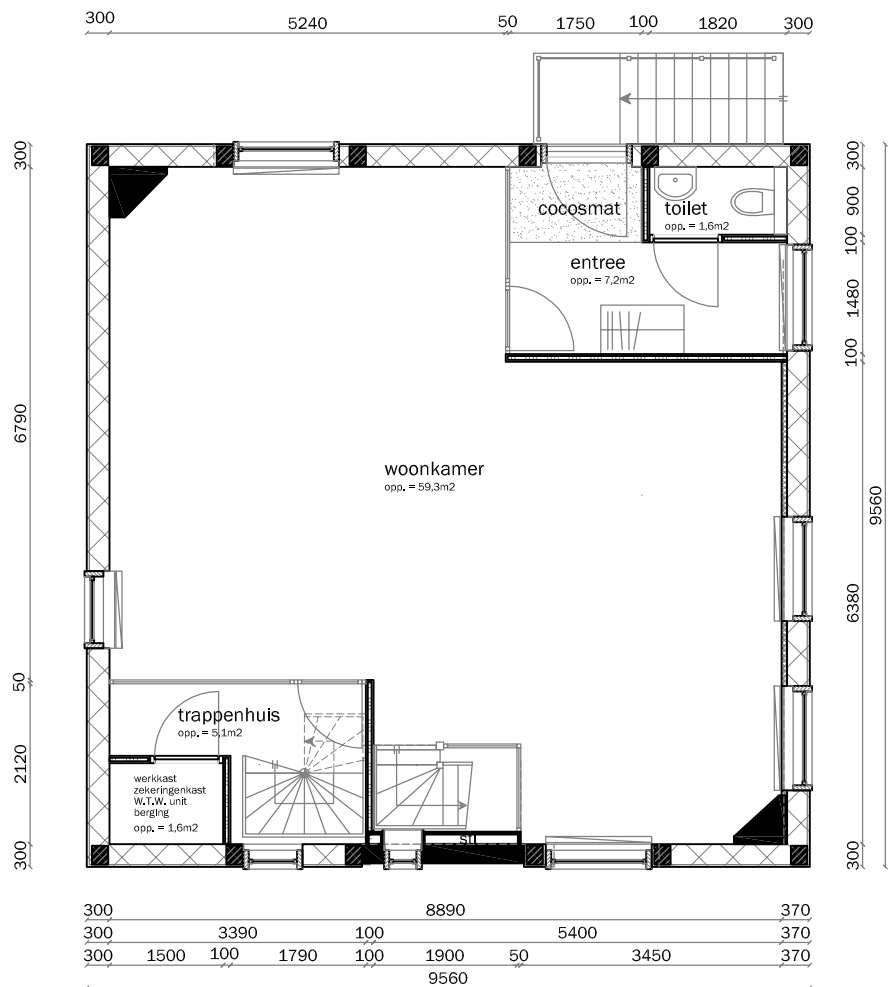 300
5240
50
1750
100
1820
300
300
300
cocosmat
toilet
opp. = 1,6m2
900
100
entree
opp. = 7,2m2
1480
100
6790
woonkamer
opp. = 59,3m2
9560
6380
50
trappenhuis
opp. = 5,1m2
2120
werkkast
zekeringenkast
W.T.W. unit
berging
opp. = 1,6m2
stl
300
300
300
8890
370
300
3390
100
5400
370
300
1500
100
1790
100
1900
50
3450
370
9560